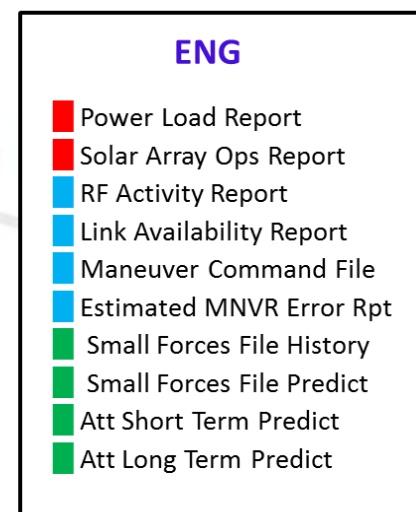 ENG
Power Load Report
Solar Array Ops Report
RF Activity Report
Link Availability Report
Maneuver Command File
Estimated MNVR Error Rpt
Small Forces File History
Small Forces File Predict
Att Short Term Predict
Att Long Term Predict